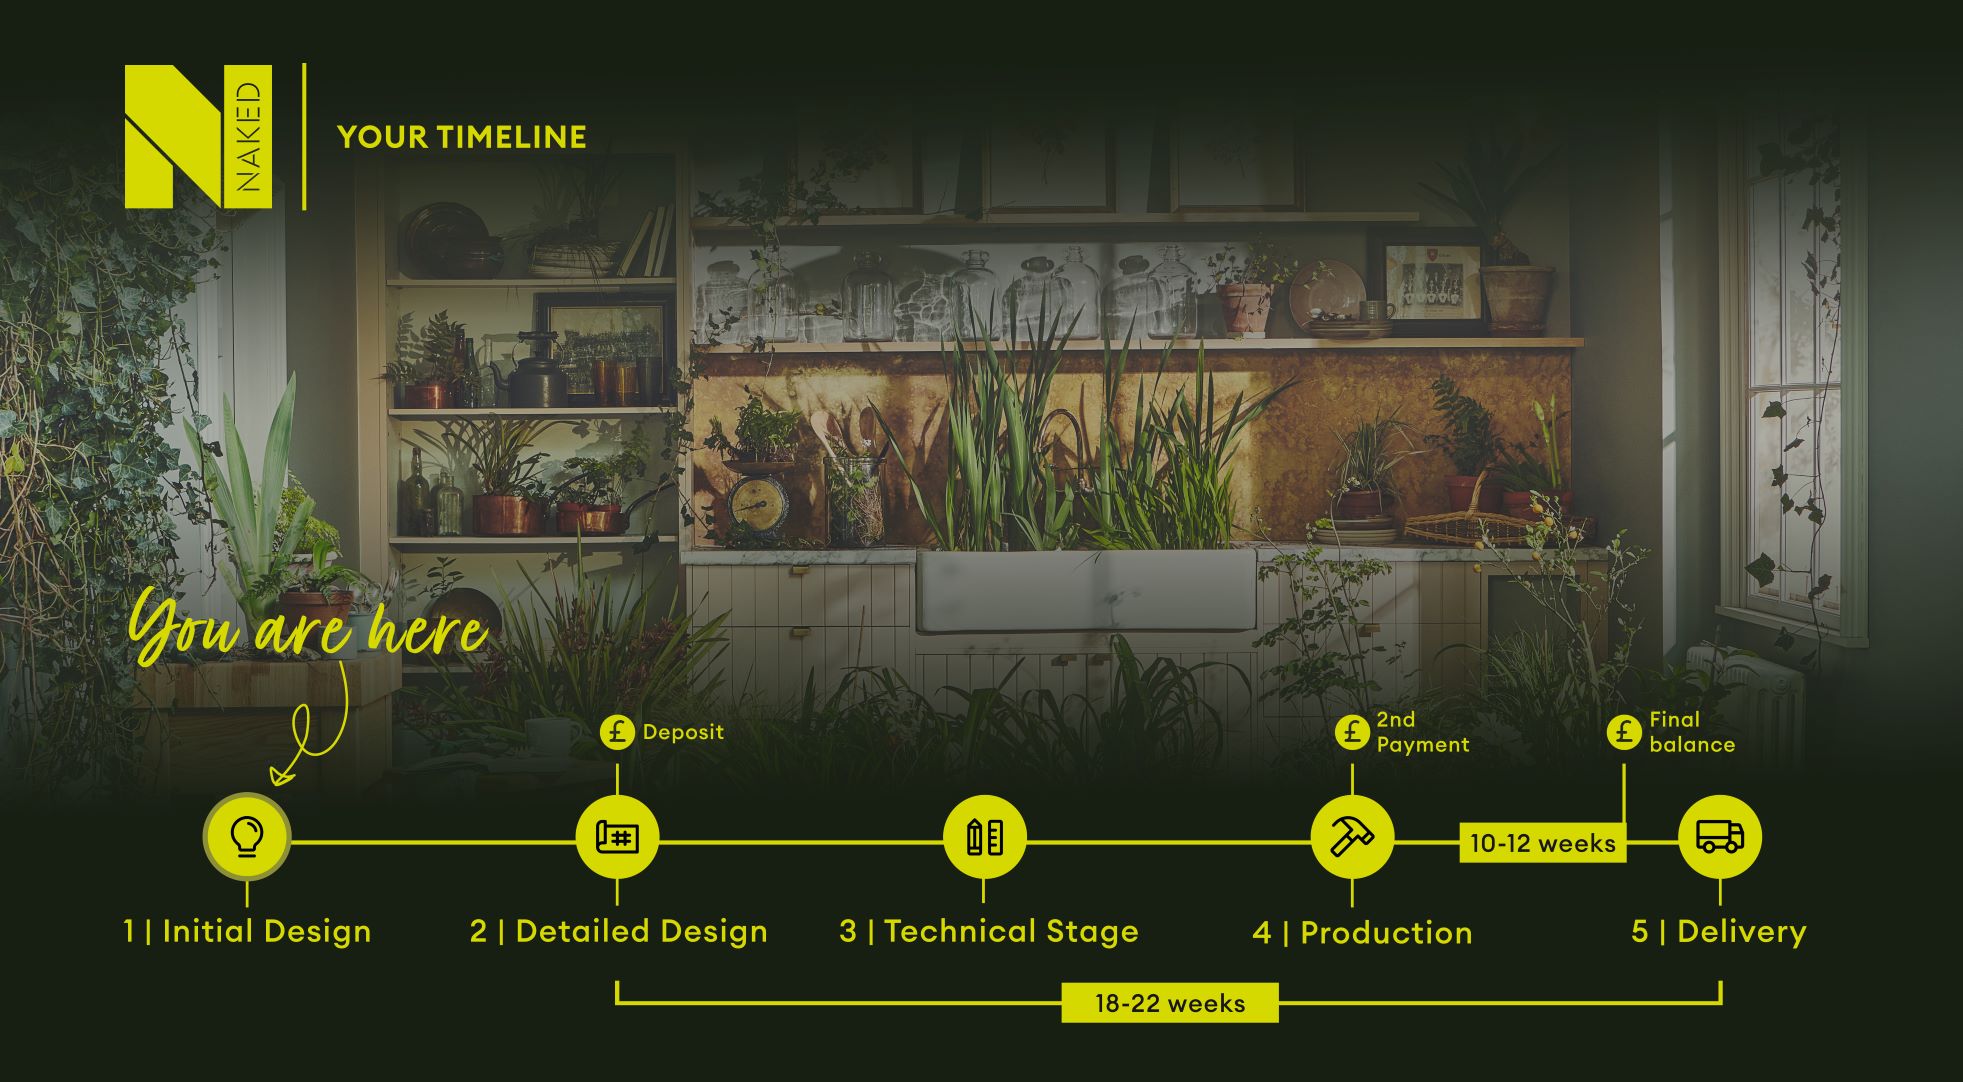 NAKED
YOUR TIMELINE
You are here
£ Deposit
£ 2nd
Payment
£ Final
balance
10-12 weeks
1 | Initial Design
2 | Detailed Design
3 | Technical Stage
4 | Production
5 | Delivery
18-22 weeks